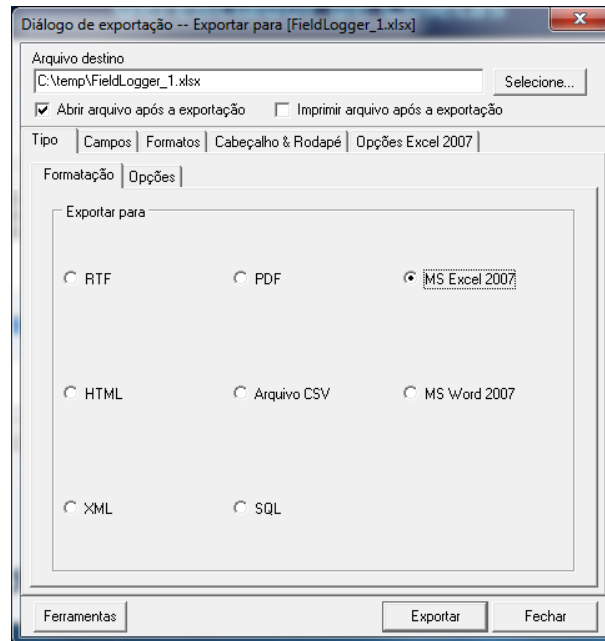 Diálogo de exportação -- Exportar para [FieldLogger_1.xlsx]
Arquivo destino
C:\temp\FieldLogger_1.xlsx Selecione...
Abrir arquivo após a exportação Imprimir arquivo após a exportação
Tipo Campos Formatos Cabeçalho & Rodapé Opções Excel 2007
Formatação Opções
Exportar para
RTF PDF MS Excel 2007
HTML Arquivo CSV MS Word 2007
XML SQL
Ferramentas Exportar Fechar